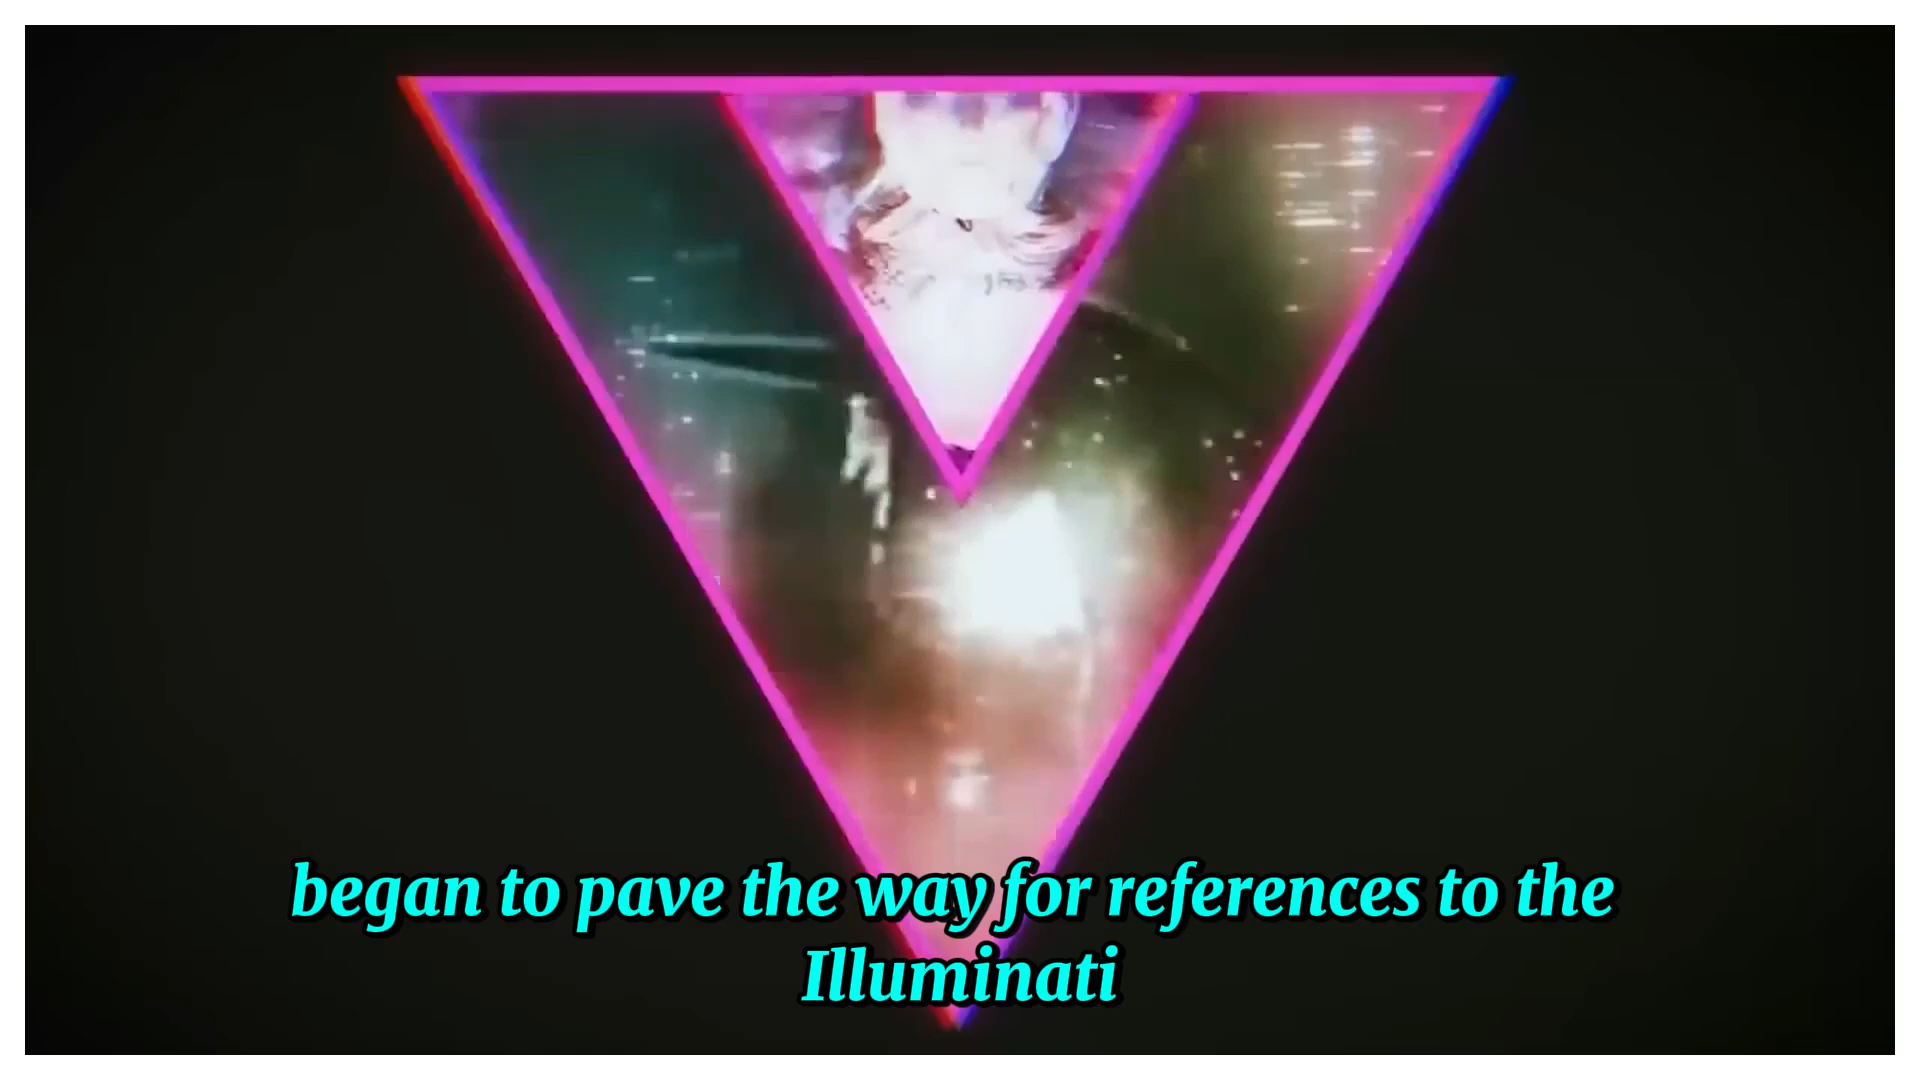 began to pave the way for references to the
Illuminati